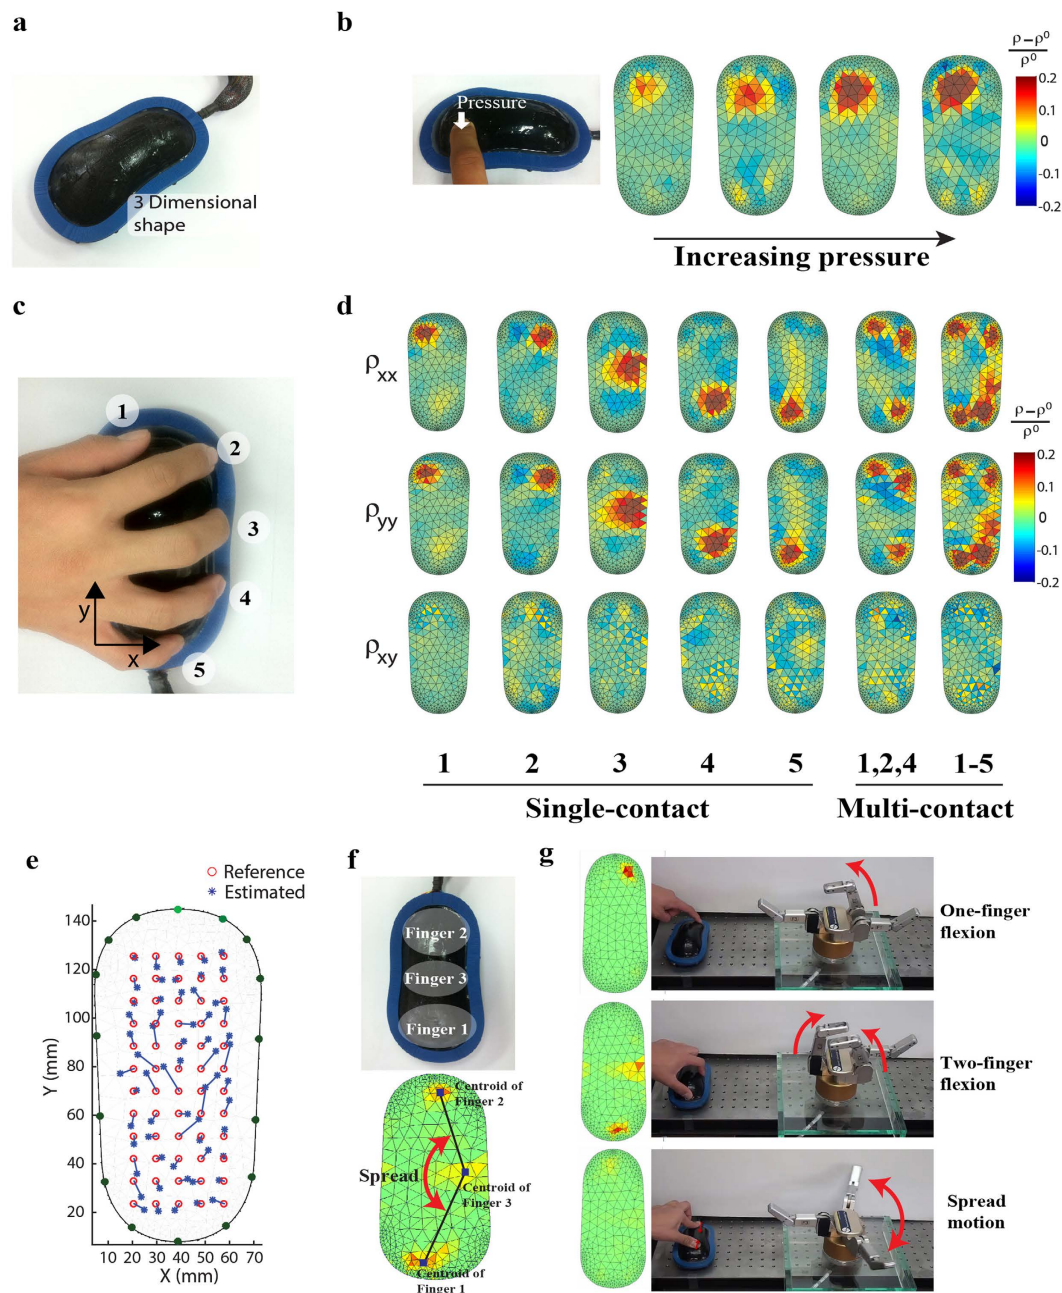 a
3 Dimensional
shape
b
Pressure
ρ – ρ⁰
ρ⁰
0.2
0.1
0
-0.1
-0.2
Increasing pressure
c
1
2
3
4
5
y
x
d
ρxx
ρyy
ρxy
ρ – ρ⁰
ρ⁰
0.2
0.1
0
-0.1
-0.2
1 2 3 4 5 1,2,4 1-5
Single-contact Multi-contact
e
Reference
Estimated
140
120
100
80
60
40
20
Y (mm)
10 20 30 40 50 60 70
X (mm)
f
Finger 2
Finger 3
Finger 1
Centroid of
Finger 2
Spread
Centroid of
Finger 3
Centroid of
Finger 1
g
One-finger
flexion
Two-finger
flexion
Spread
motion